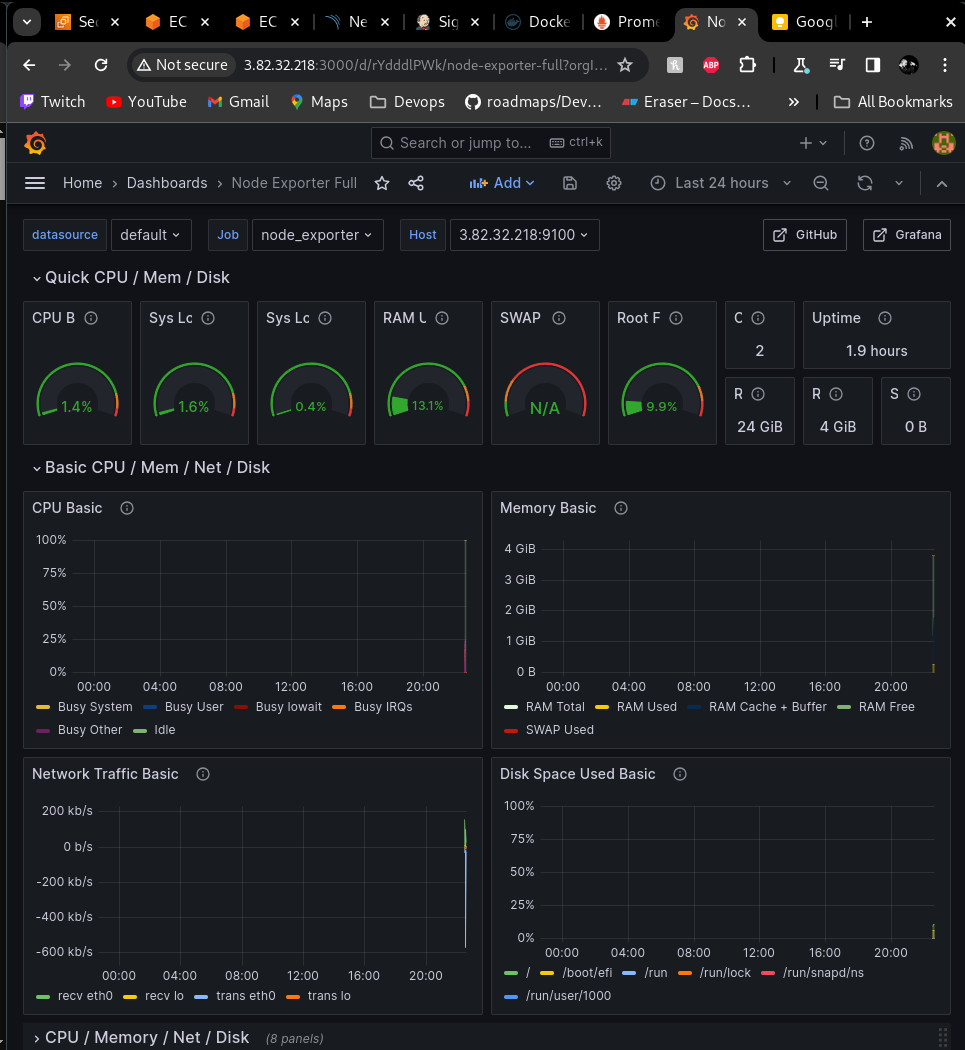 Sec EC EC Ne Sig Docke Prome No Googl
Not secure 3.82.32.218:3000/d/rYdddlPWk/node-exporter-full?orgI...
ABP
Twitch YouTube Gmail Maps Devops roadmaps/Dev... Eraser – Docs... » All Bookmarks
Search or jump to... ctrl+k
Home › Dashboards › Node Exporter Full Add Last 24 hours
datasource default Job node_exporter Host 3.82.32.218:9100 GitHub Grafana
Quick CPU / Mem / Disk
CPU B Sys Lo Sys Lo RAM U SWAP Root F C Uptime
2 1.9 hours
R R S
1.4% 1.6% 0.4% 13.1% N/A 9.9%
24 GiB 4 GiB 0 B
Basic CPU / Mem / Net / Disk
CPU Basic
100%
75%
50%
25%
0%
00:00 04:00 08:00 12:00 16:00 20:00
Busy System Busy User Busy Iowait Busy IRQs
Busy Other Idle
Memory Basic
4 GiB
3 GiB
2 GiB
1 GiB
0 B
00:00 04:00 08:00 12:00 16:00 20:00
RAM Total RAM Used RAM Cache + Buffer RAM Free
SWAP Used
Network Traffic Basic
200 kb/s
0 b/s
-200 kb/s
-400 kb/s
-600 kb/s
00:00 04:00 08:00 12:00 16:00 20:00
recv eth0 recv lo trans eth0 trans lo
Disk Space Used Basic
100%
75%
50%
25%
0%
00:00 04:00 08:00 12:00 16:00 20:00
/ /boot/efi /run /run/lock /run/snapd/ns
/run/user/1000
CPU / Memory / Net / Disk (8 panels)